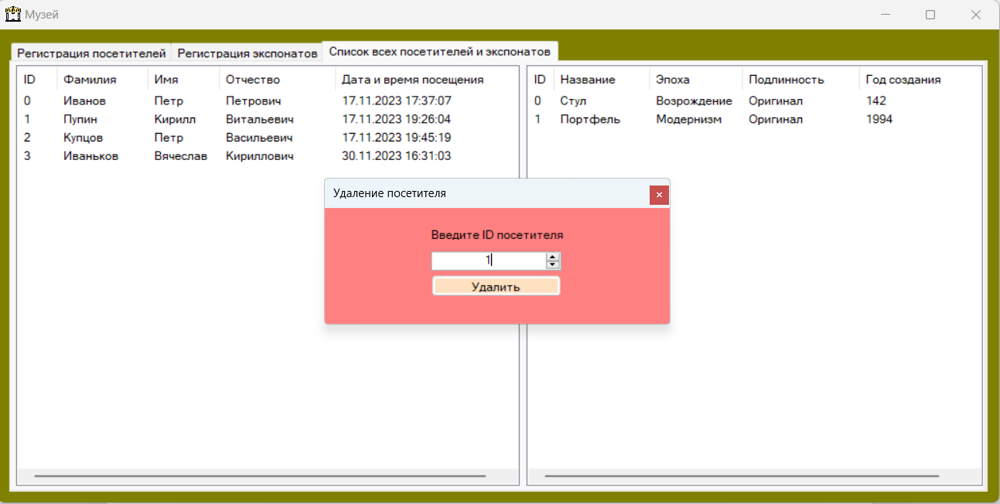 Музей
Регистрация посетителей Регистрация экспонатов Список всех посетителей и экспонатов
ID Фамилия Имя Отчество Дата и время посещения
0 Иванов Петр Петрович 17.11.2023 17:37:07
1 Пупин Кирилл Витальевич 17.11.2023 19:26:04
2 Купцов Петр Васильевич 17.11.2023 19:45:19
3 Иваньков Вячеслав Кириллович 30.11.2023 16:31:03
ID Название Эпоха Подлинность Год создания
0 Стул Возрождение Оригинал 142
1 Портфель Модернизм Оригинал 1994
Удаление посетителя
Введите ID посетителя
1
Удалить